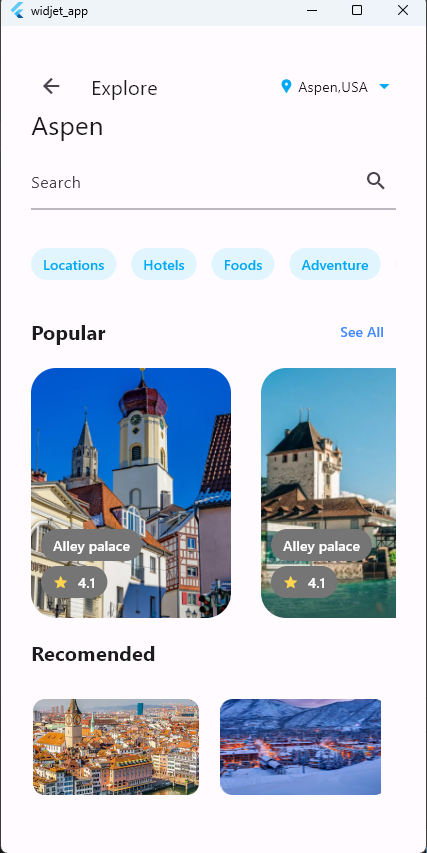 widjet_app
Explore
Aspen,USA
Aspen
Search
Locations Hotels Foods Adventure
Popular
See All
Alley palace Alley palace
4.1 4.1
Recomended